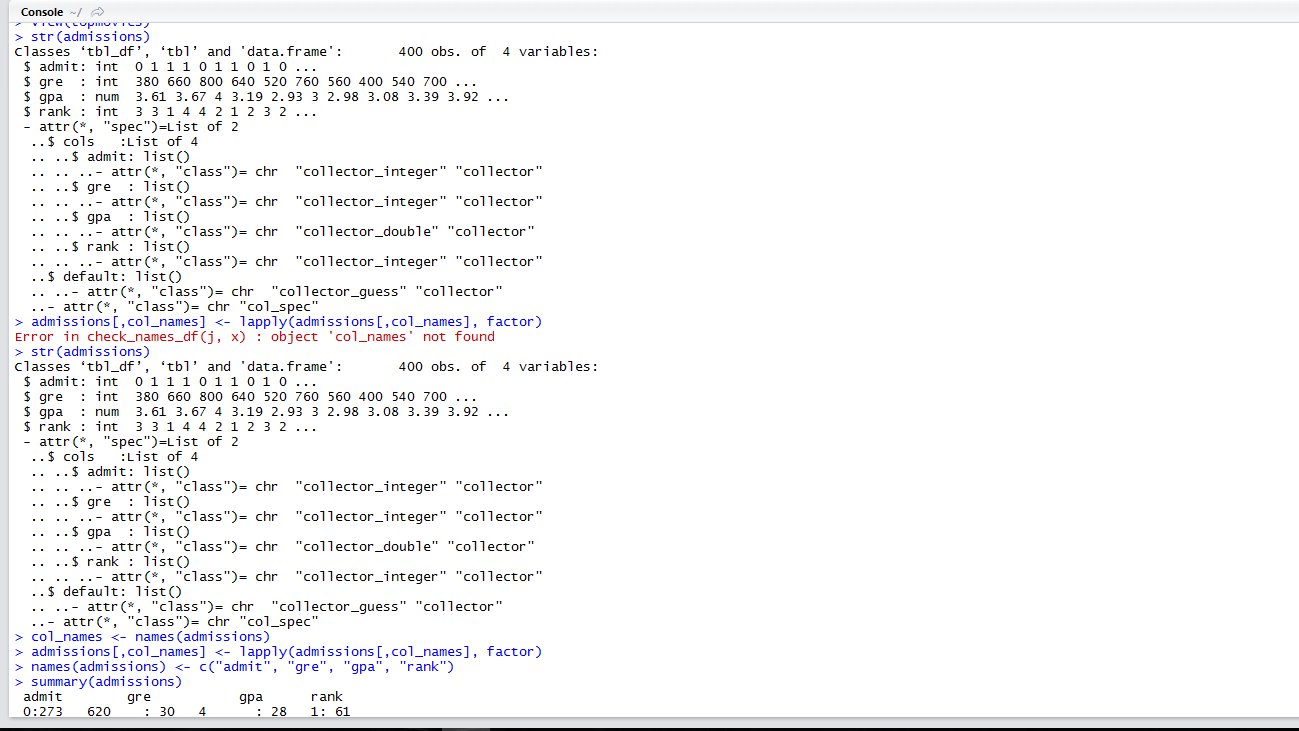 Console ~/
> View(topmovies)
> str(admissions)
Classes ‘tbl_df’, ‘tbl’ and 'data.frame':       400 obs. of  4 variables:
 $ admit: int  0 1 1 1 0 1 1 0 1 0 ...
 $ gre  : int  380 660 800 640 520 760 560 400 540 700 ...
 $ gpa  : num  3.61 3.67 4 3.19 2.93 3 2.98 3.08 3.39 3.92 ...
 $ rank : int  3 3 1 4 4 2 1 2 3 2 ...
 - attr(*, "spec")=List of 2
  ..$ cols   :List of 4
  .. ..$ admit: list()
  .. .. ..- attr(*, "class")= chr  "collector_integer" "collector"
  .. ..$ gre  : list()
  .. .. ..- attr(*, "class")= chr  "collector_integer" "collector"
  .. ..$ gpa  : list()
  .. .. ..- attr(*, "class")= chr  "collector_double" "collector"
  .. ..$ rank : list()
  .. .. ..- attr(*, "class")= chr  "collector_integer" "collector"
  ..$ default: list()
  .. ..- attr(*, "class")= chr  "collector_guess" "collector"
  ..- attr(*, "class")= chr "col_spec"
> admissions[,col_names] <- lapply(admissions[,col_names], factor)
Error in check_names_df(j, x) : object 'col_names' not found
> str(admissions)
Classes ‘tbl_df’, ‘tbl’ and 'data.frame':       400 obs. of  4 variables:
 $ admit: int  0 1 1 1 0 1 1 0 1 0 ...
 $ gre  : int  380 660 800 640 520 760 560 400 540 700 ...
 $ gpa  : num  3.61 3.67 4 3.19 2.93 3 2.98 3.08 3.39 3.92 ...
 $ rank : int  3 3 1 4 4 2 1 2 3 2 ...
 - attr(*, "spec")=List of 2
  ..$ cols   :List of 4
  .. ..$ admit: list()
  .. .. ..- attr(*, "class")= chr  "collector_integer" "collector"
  .. ..$ gre  : list()
  .. .. ..- attr(*, "class")= chr  "collector_integer" "collector"
  .. ..$ gpa  : list()
  .. .. ..- attr(*, "class")= chr  "collector_double" "collector"
  .. ..$ rank : list()
  .. .. ..- attr(*, "class")= chr  "collector_integer" "collector"
  ..$ default: list()
  .. ..- attr(*, "class")= chr  "collector_guess" "collector"
  ..- attr(*, "class")= chr "col_spec"
> col_names <- names(admissions)
> admissions[,col_names] <- lapply(admissions[,col_names], factor)
> names(admissions) <- c("admit", "gre", "gpa", "rank")
> summary(admissions)
 admit        gre           gpa      rank
 0:273   620    : 30   4      : 28   1: 61